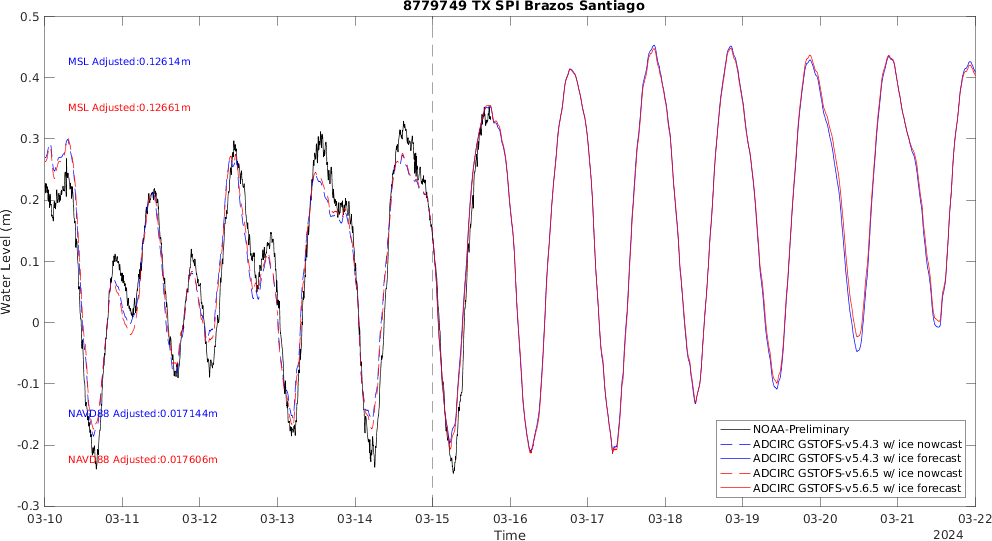 8779749 TX SPI Brazos Santiago
0.5
0.4
0.3
0.2
0.1
0
-0.1
-0.2
-0.3
Water Level (m)
MSL Adjusted:0.12614m
MSL Adjusted:0.12661m
NAVD88 Adjusted:0.017144m
NAVD88 Adjusted:0.017606m
NOAA-Preliminary
ADCIRC GSTOFS-v5.4.3 w/ ice nowcast
ADCIRC GSTOFS-v5.4.3 w/ ice forecast
ADCIRC GSTOFS-v5.6.5 w/ ice nowcast
ADCIRC GSTOFS-v5.6.5 w/ ice forecast
03-10 03-11 03-12 03-13 03-14 03-15 03-16 03-17 03-18 03-19 03-20 03-21 03-22
Time
2024